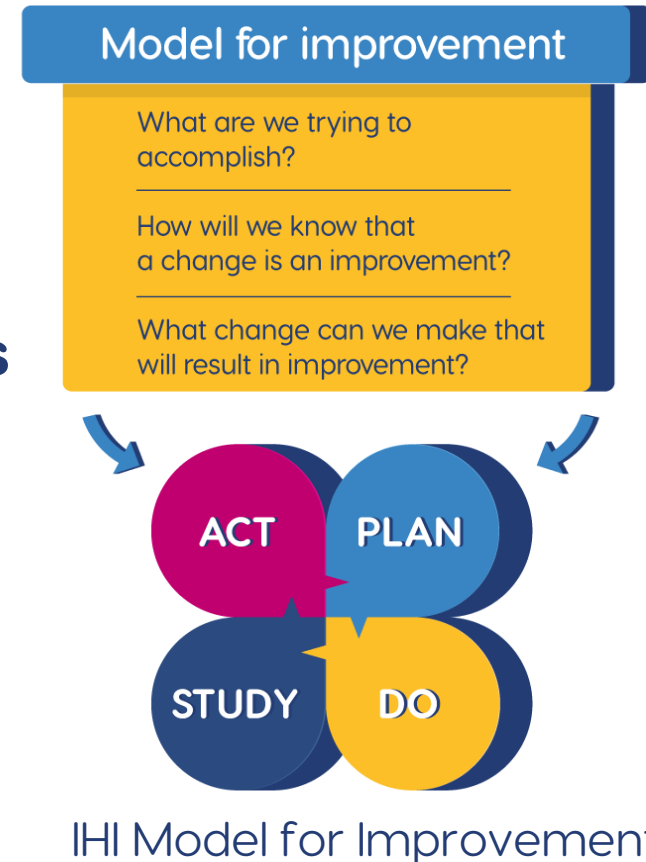 Model for improvement
What are we trying to
accomplish?
How will we know that
a change is an improvement?
What change can we make that
will result in improvement?
s
ACT
PLAN
STUDY
DO
IHI Model for Improvement